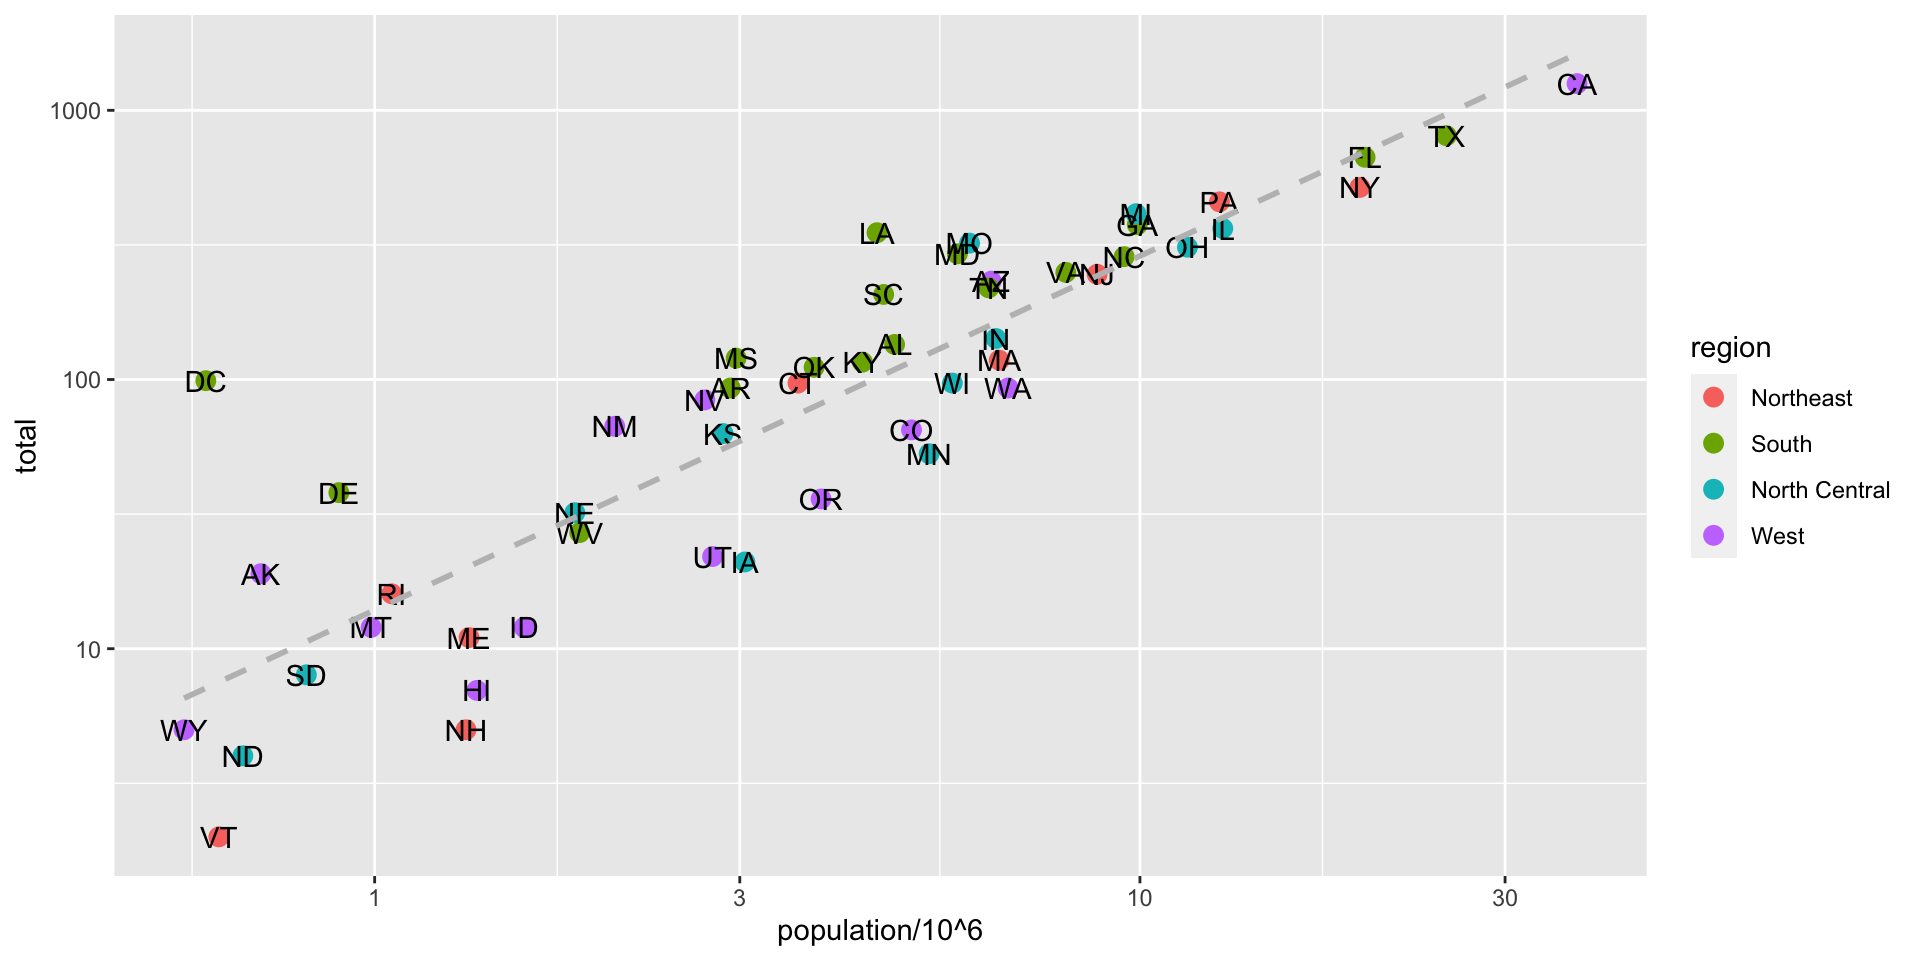 1000
100
10
total
1
3
10
30
population/10^6
region
Northeast
South
North Central
West
CA
TX
FL
NY
PA
MI
GA
IL
OH
LA
MO
MD
NC
VA
NJ
AZ
TN
SC
IN
AL
MS
MA
KY
OK
DC
CT
WI
WA
AR
NV
NM
CO
KS
MN
DE
OR
NE
WV
UT
IA
AK
RI
MT
ID
ME
SD
HI
WY
NH
ND
VT